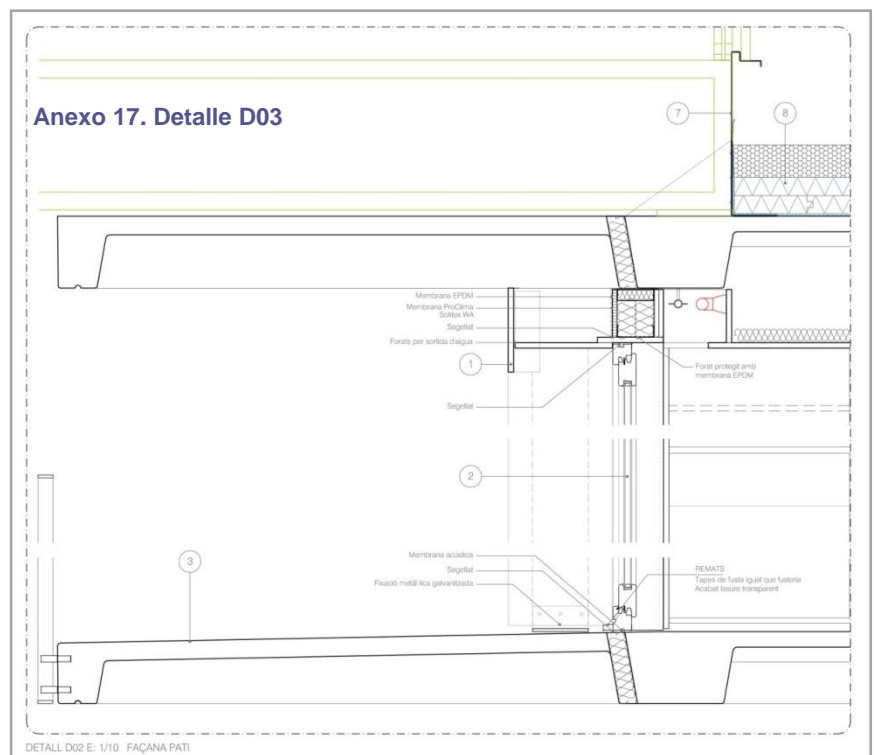 Anexo 17. Detalle D03
7
8
Membrana EPDM
Membrana ProClima
Solitex WA
Segellat
Forats per sortida d'aigua
1
Forat protegit amb
membrana EPDM
Segellat
2
Membrana acústica
3
Segellat
REMATS
Fixació metàl·lica galvanitzada
Tapes de fusta igual que fusteria
Acabat lasure transparent
DETALL D02 E: 1/10 FAÇANA PATI